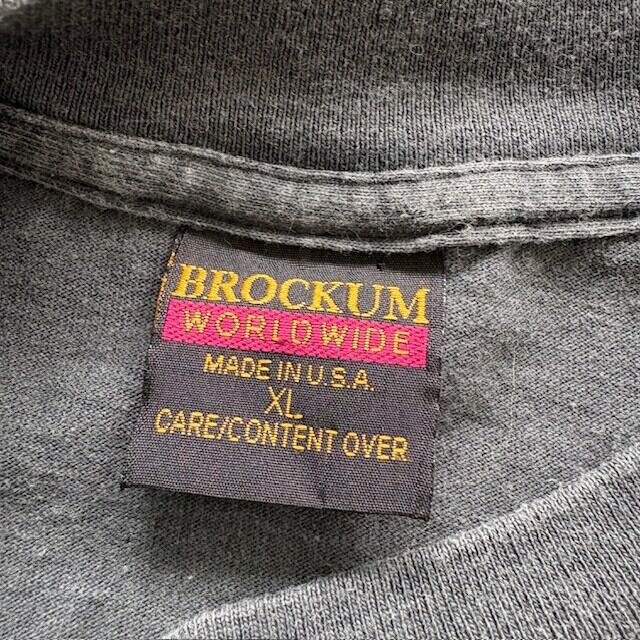 BROCKUM
WORLDWIDE
MADE IN U.S.A.
XL
CARE/CONTENT OVER